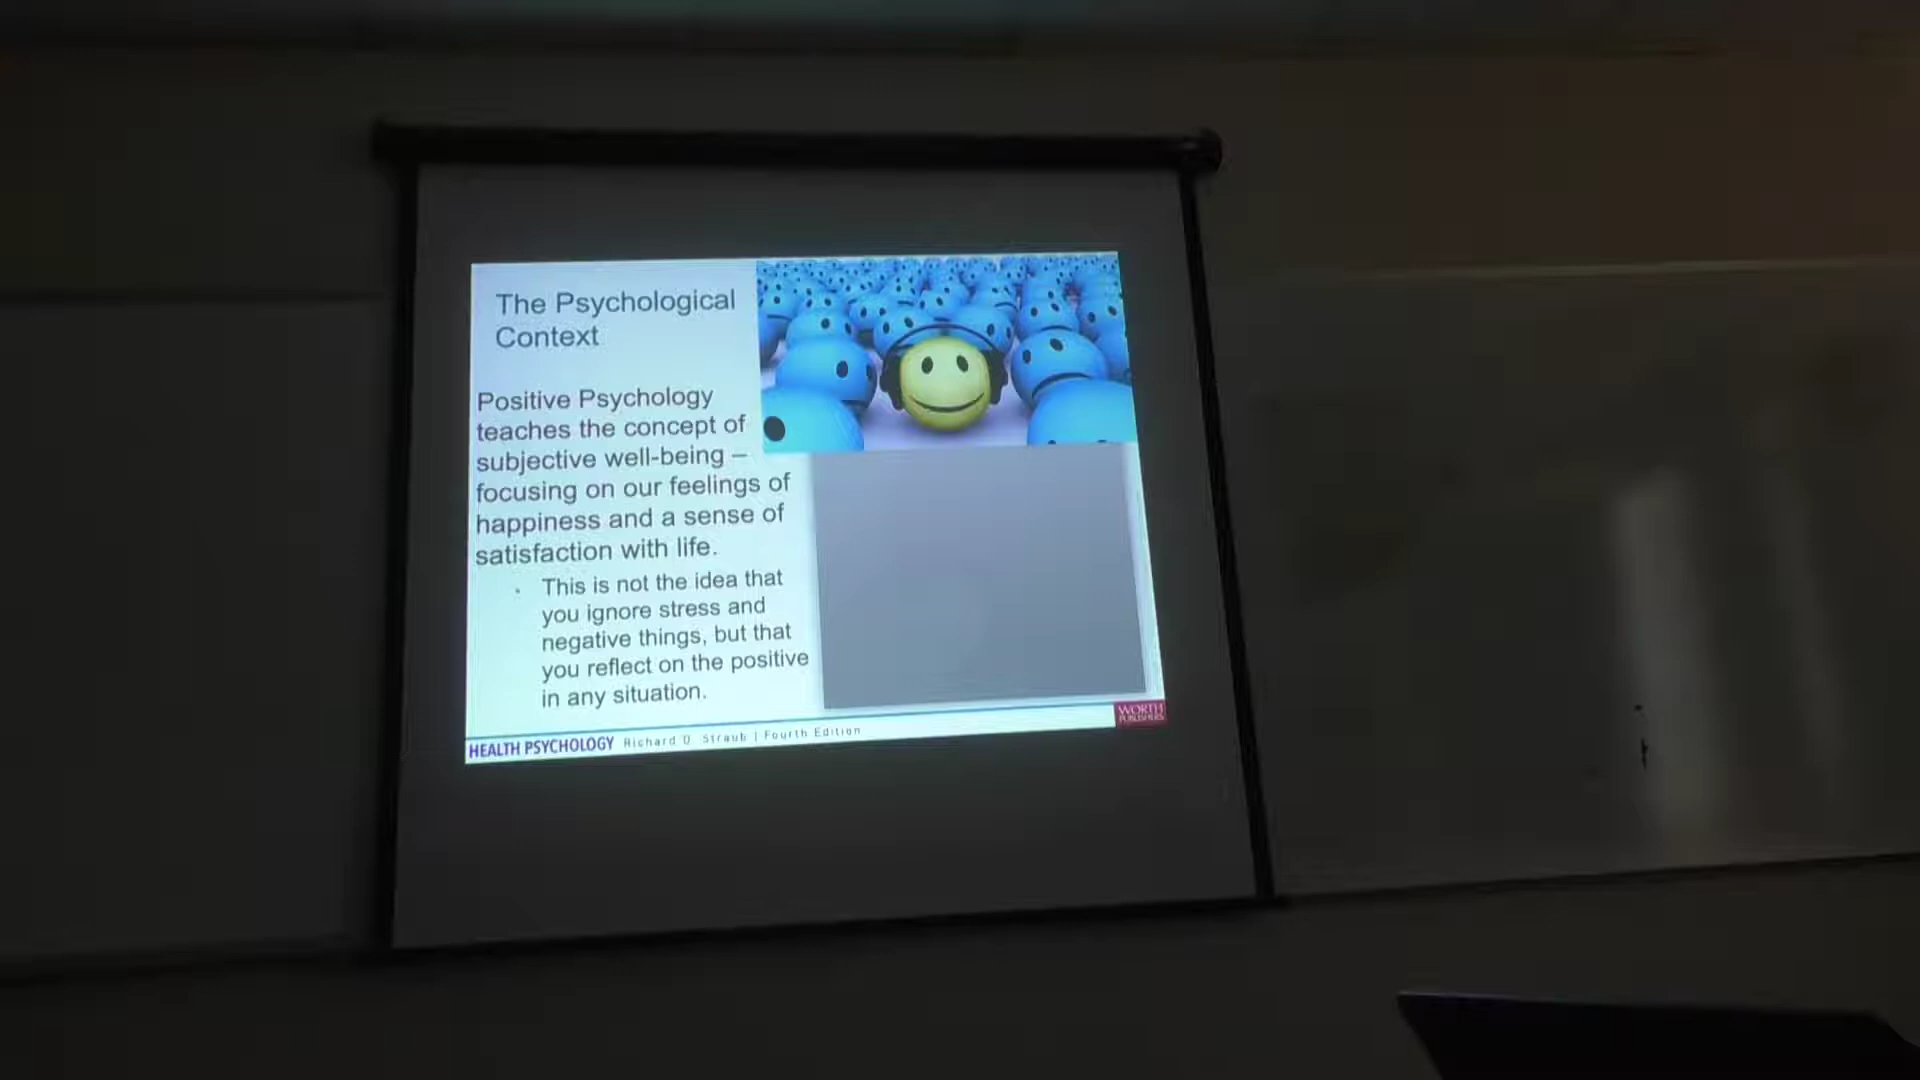 The Psychological
Context
Positive Psychology
teaches the concept of
subjective well-being –
focusing on our feelings of
happiness and a sense of
satisfaction with life.
• This is not the idea that
you ignore stress and
negative things, but that
you reflect on the positive
in any situation.
WORTH
PUBLISHERS
HEALTH PSYCHOLOGY Richard O. Straub | Fourth Edition